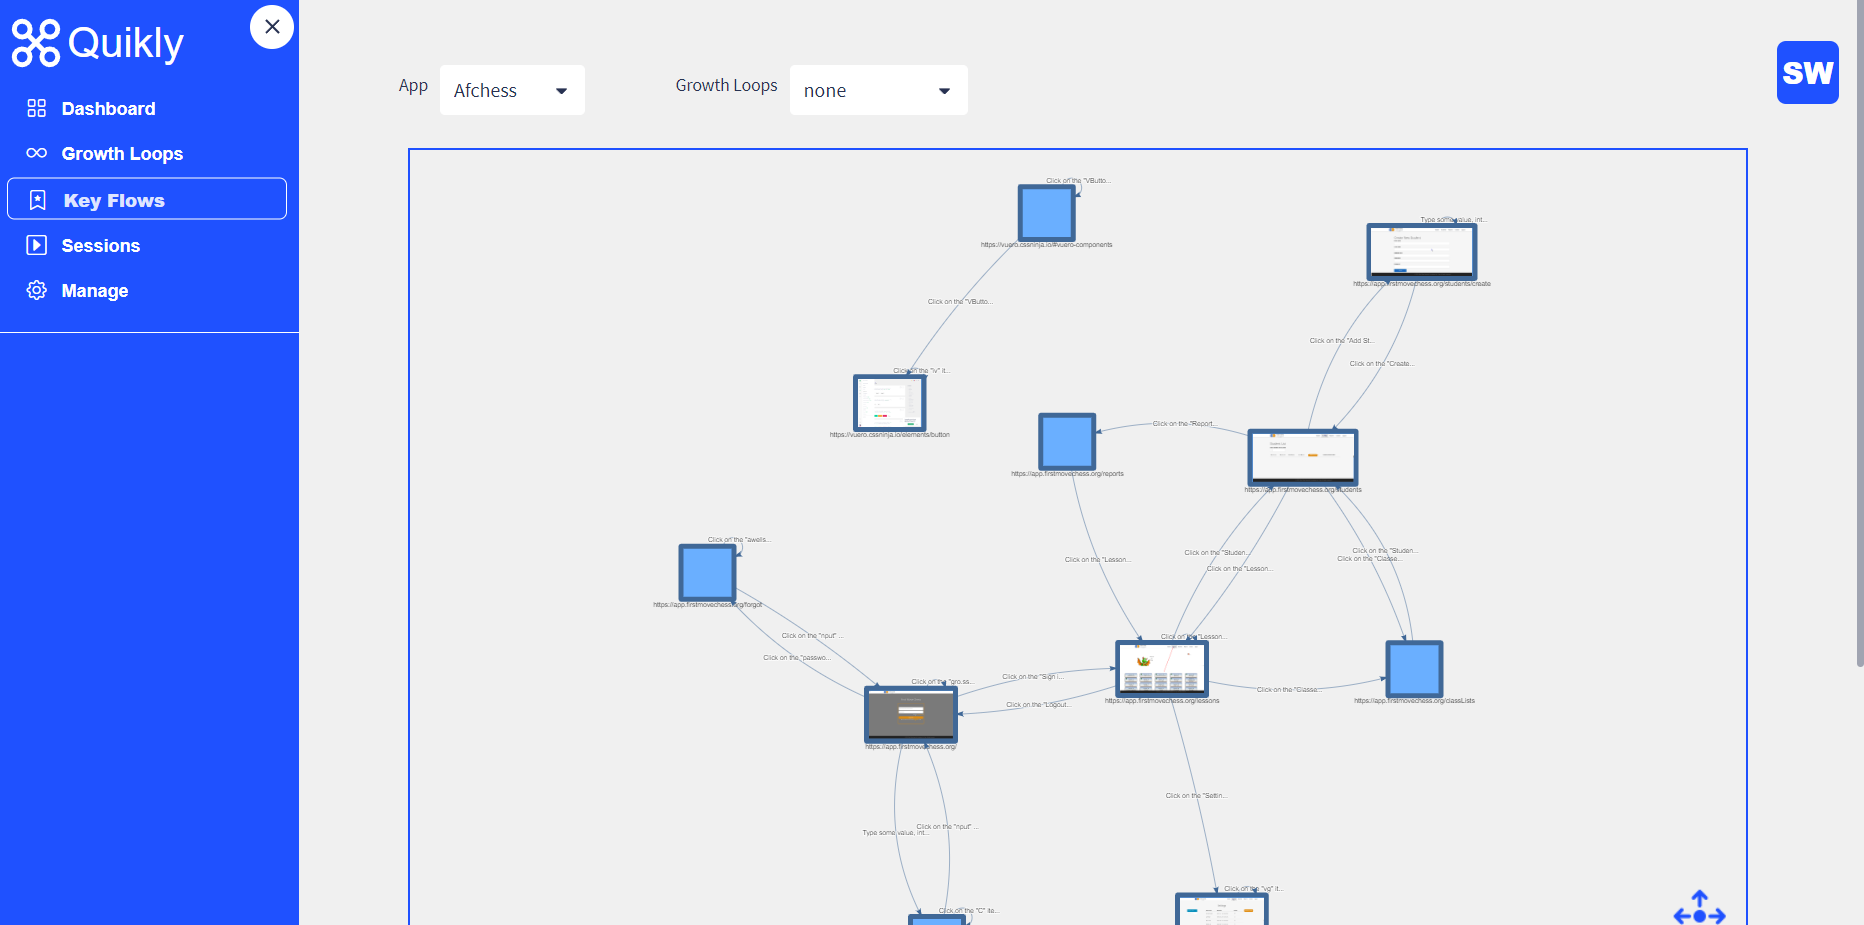 Quikly
Dashboard
Growth Loops
Key Flows
Sessions
Manage
App
Afchess
Growth Loops
none
SW
Click on the "VButto...
https://vuero.cssninja.io/#vuero-components
Type some value, int...
https://app.firstmovechess.org/students/create
Click on the "VButto...
Click on the "Add St...
Click on the "Create...
Click on the "iv" it...
https://vuero.cssninja.io/elements/button
Click on the "Report...
https://app.firstmovechess.org/reports
https://app.firstmovechess.org/students
Click on the "awells...
https://app.firstmovechess.org/forgot
Click on the "Lesson...
Click on the "Studen...
Click on the "Lesson...
Click on the "Studen...
Click on the "Classe...
Click on the "nput" ...
Click on the "passwo...
Click on the "Lesson...
https://app.firstmovechess.org/lessons
Click on the "Sign i...
Click on the "Logout...
Click on the "Classe...
https://app.firstmovechess.org/classLists
Click on the "gro.ss...
https://app.firstmovechess.org/
Click on the "Settin...
Type some value, int...
Click on the "nput" ...
Click on the "vg" it...
Click on the "C" ite...